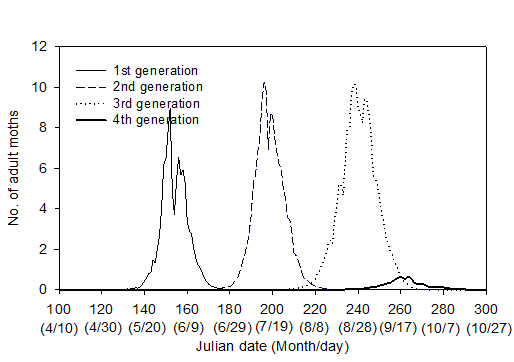 12
10
8
6
4
2
0
No. of adult moths
1st generation
2nd generation
3rd generation
4th generation
100 120 140 160 180 200 220 240 260 280 300
(4/10) (4/30) (5/20) (6/9) (6/29) (7/19) (8/8) (8/28) (9/17) (10/7) (10/27)
Julian date (Month/day)